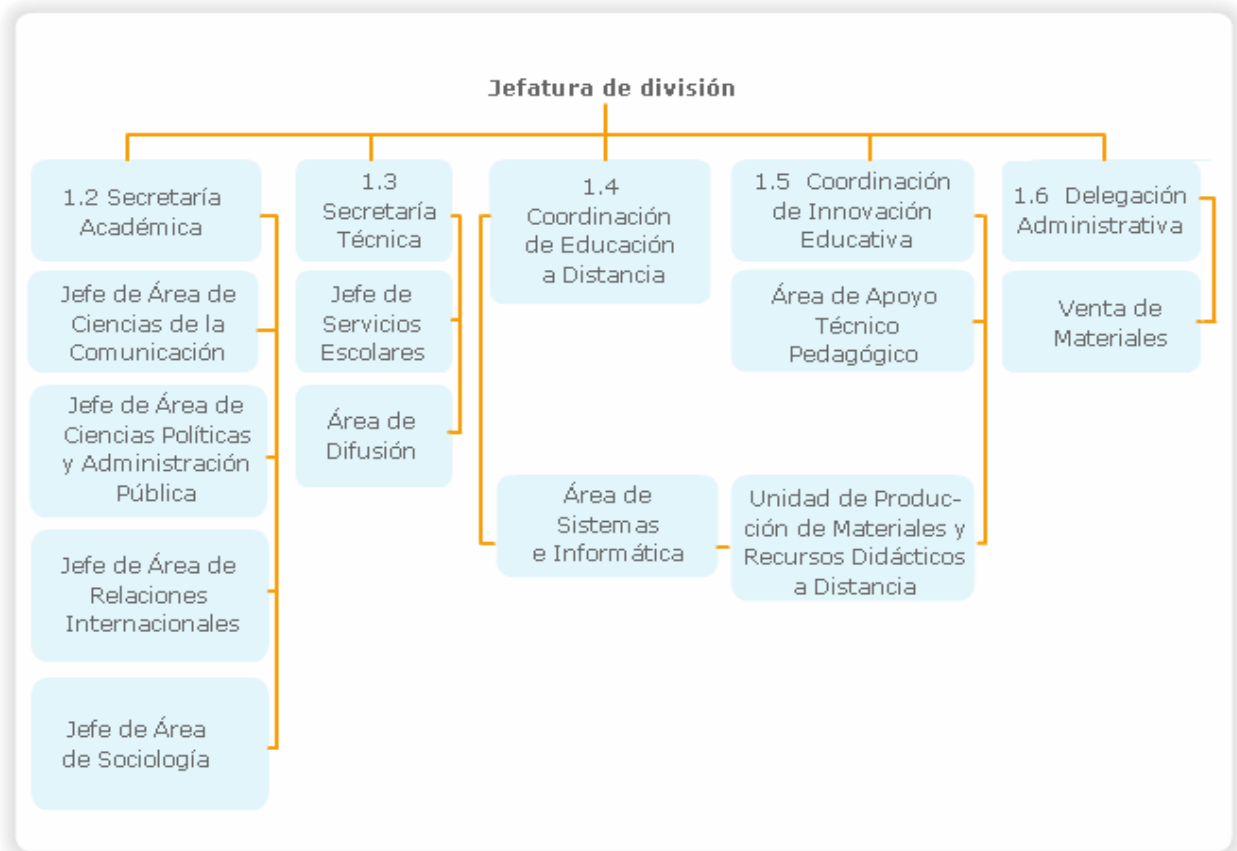 Jefatura de división
1.2 Secretaría
Académica
Jefe de Área de
Ciencias de la
Comunicación
Jefe de Área de
Ciencias Políticas
y Administración
Pública
Jefe de Área de
Relaciones
Internacionales
Jefe de Área
de Sociología
1.3
Secretaría
Técnica
Jefe de
Servicios
Escolares
Área de
Difusión
1.4
Coordinación
de Educación
a Distancia
Área de
Sistemas
e Informática
1.5 Coordinación
de Innovación
Educativa
Área de Apoyo
Técnico
Pedagógico
Unidad de Produc-
ción de Materiales y
Recursos Didácticos
a Distancia
1.6 Delegación
Administrativa
Venta de
Materiales